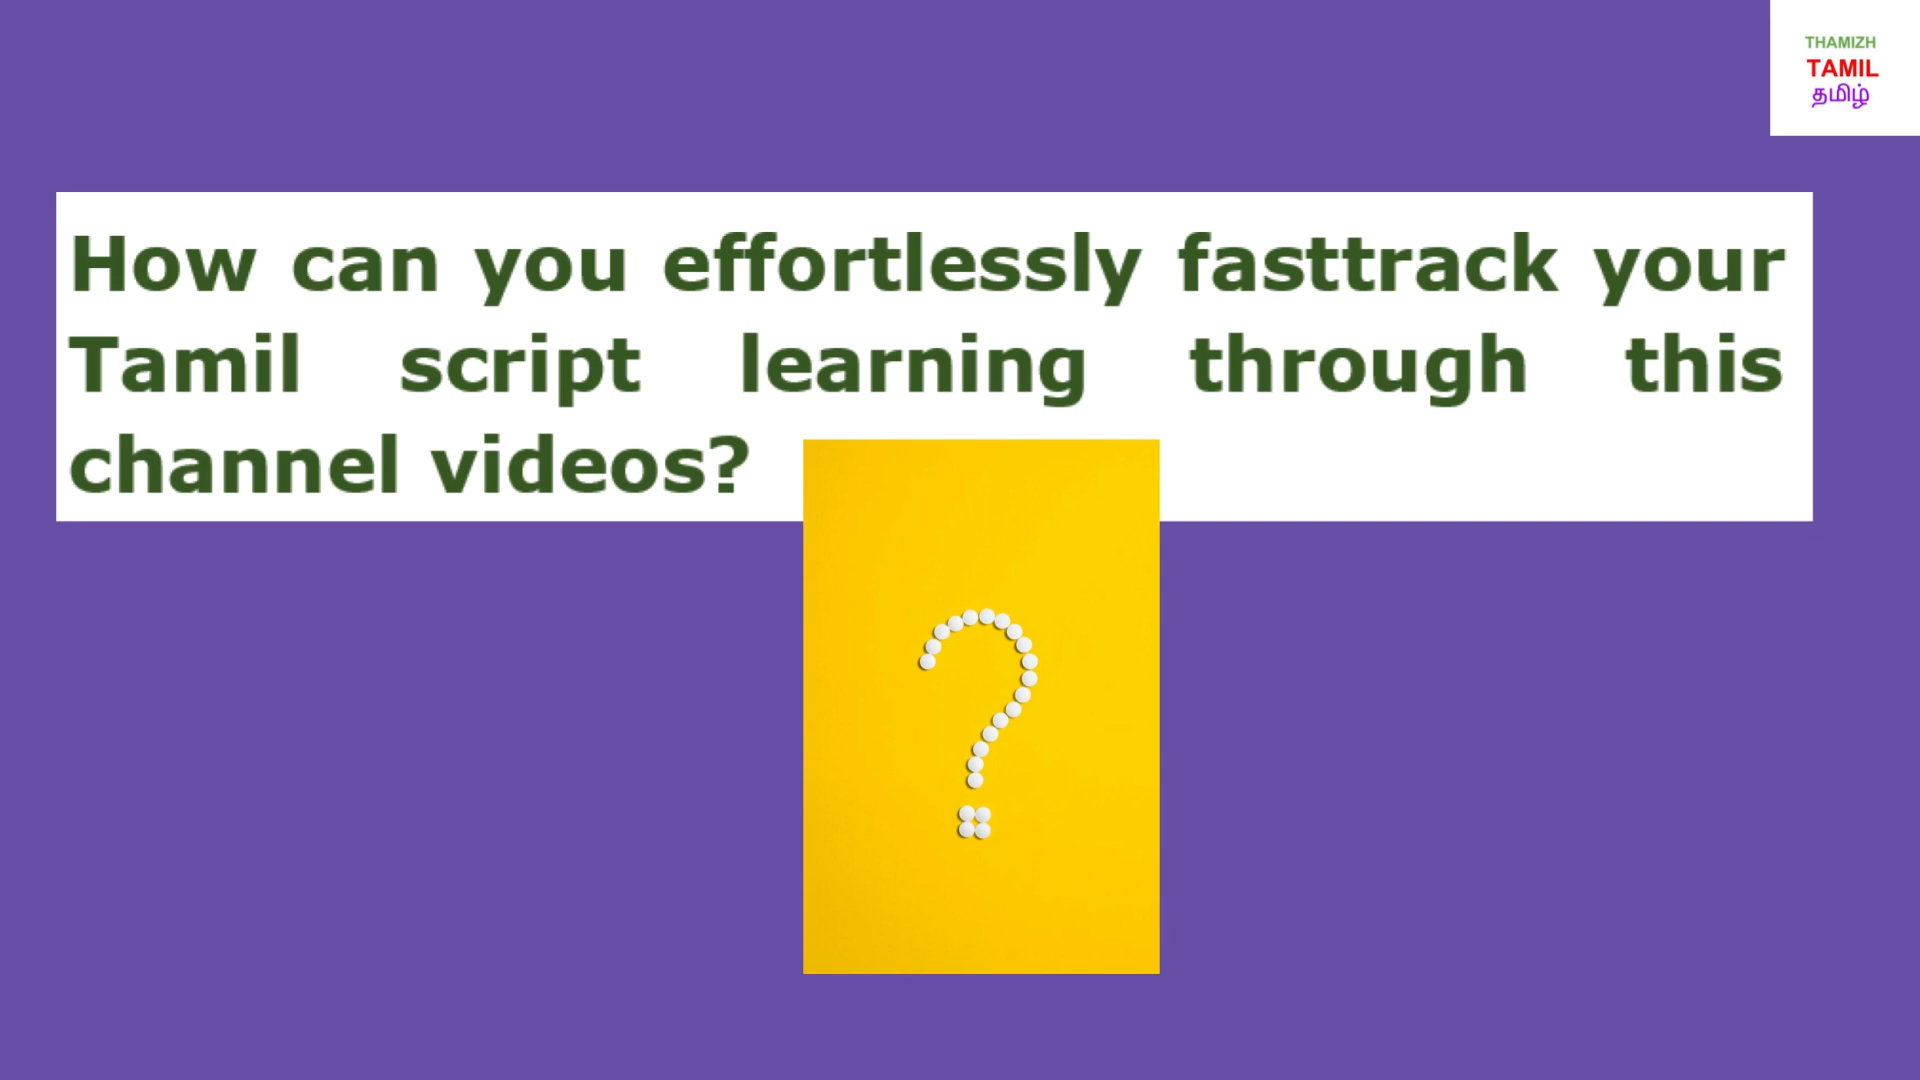 THAMIZH
TAMIL
தமிழ்
How can you effortlessly fasttrack your
Tamil script learning through this
channel videos?